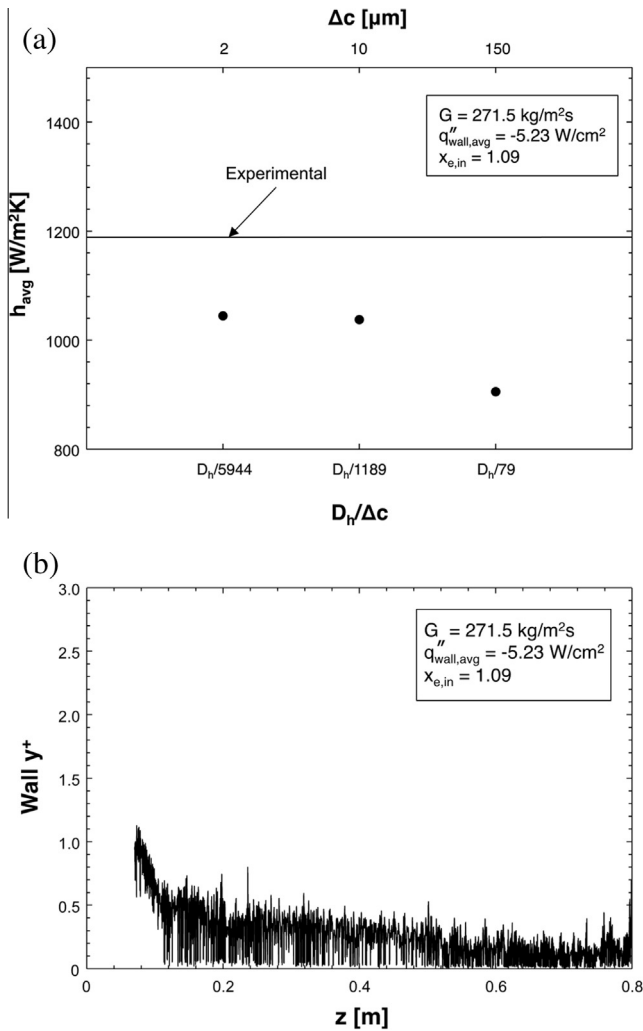 (a)
Δc [μm]
2 10 150
G = 271.5 kg/m²s
q″wall,avg = -5.23 W/cm²
xe,in = 1.09
Experimental
havg [W/m²K]
1400
1200
1000
800
Dh/5944 Dh/1189 Dh/79
Dh/Δc
(b)
G = 271.5 kg/m²s
q″wall,avg = -5.23 W/cm²
xe,in = 1.09
Wall y⁺
3.0
2.5
2.0
1.5
1.0
0.5
0
0 0.2 0.4 0.6 0.8
z [m]